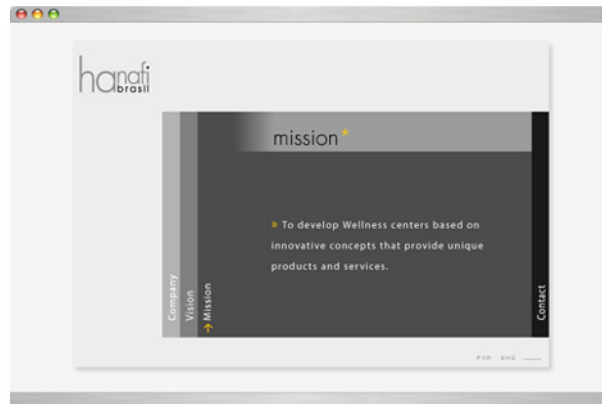 hanafi
brasil
mission*
» To develop Wellness centers based on
innovative concepts that provide unique
products and services.
Company
Vision
Mission
Contact
POR ENG